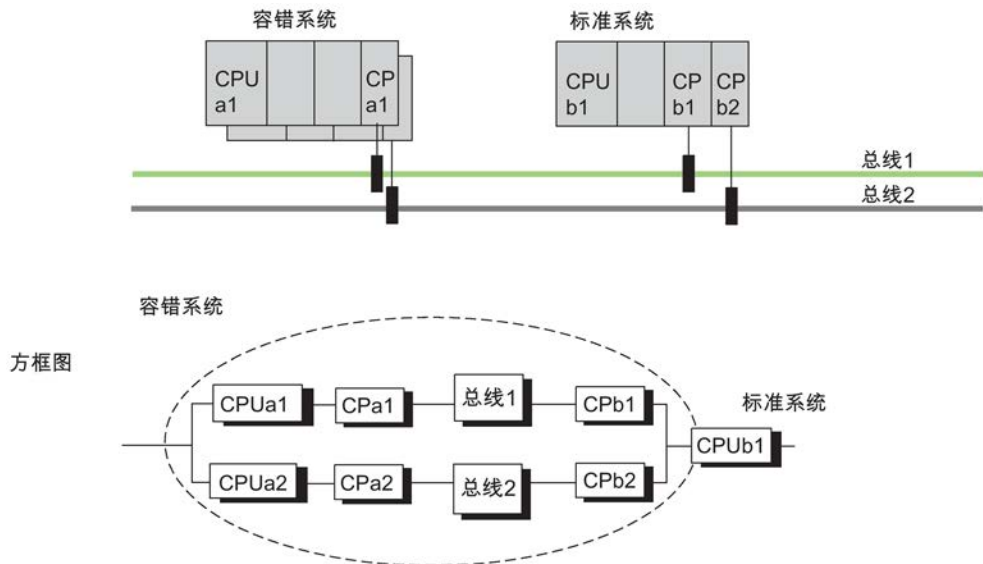 容错系统
标准系统
CPU
a1
CP
a1
CPU
b1
CP
b1
CP
b2
总线1
总线2
容错系统
方框图
CPUa1
CPa1
总线1
CPb1
标准系统
CPUb1
CPUa2
CPa2
总线2
CPb2